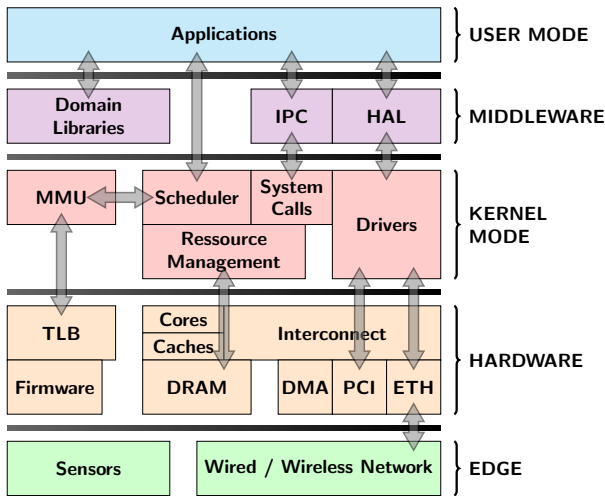 Applications
USER MODE
Domain
Libraries
IPC
HAL
MIDDLEWARE
MMU
Scheduler
System
Calls
Drivers
Ressource
Management
KERNEL
MODE
TLB
Cores
Caches
Interconnect
Firmware
DRAM
DMA
PCI
ETH
HARDWARE
Sensors
Wired / Wireless Network
EDGE